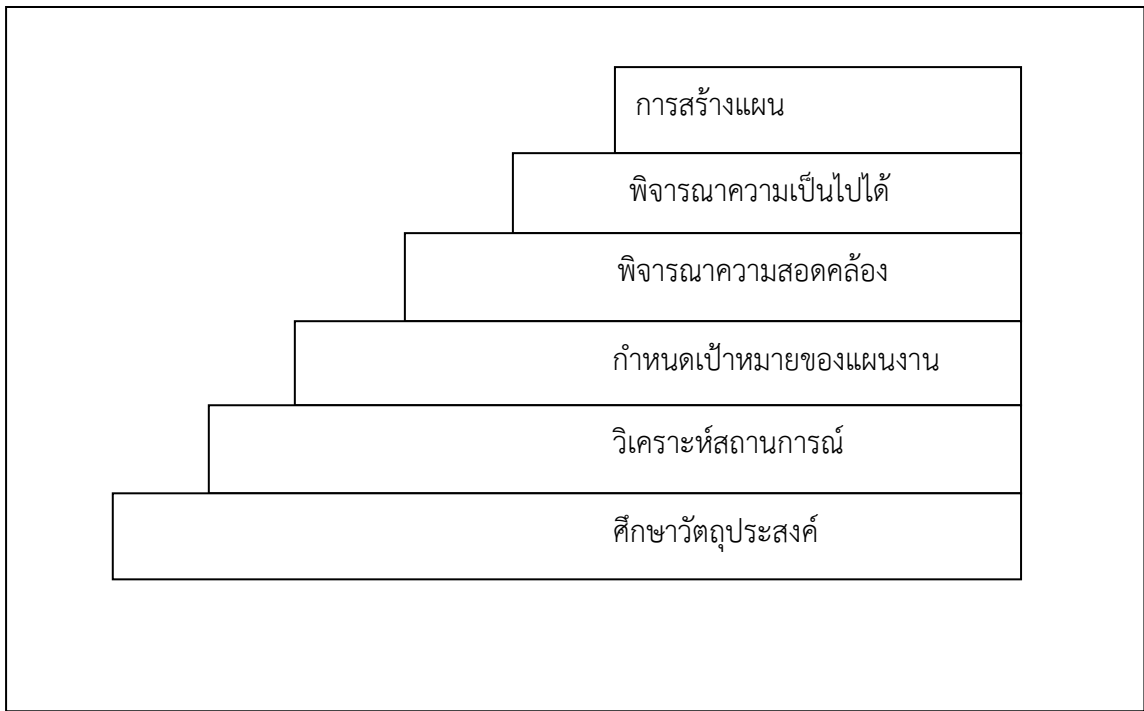 การสร้างแผน
พิจารณาความเป็นไปได้
พิจารณาความสอดคล้อง
กำหนดเป้าหมายของแผนงาน
วิเคราะห์สถานการณ์
ศึกษาวัตถุประสงค์